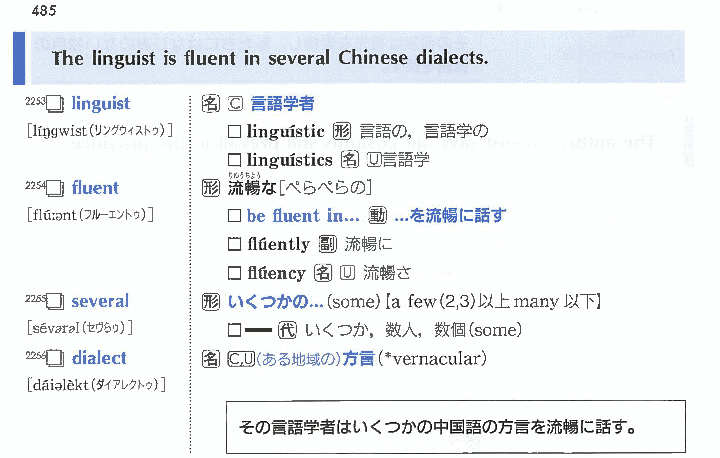 485
The linguist is fluent in several Chinese dialects.
2253 linguist 名 C 言語学者
[líŋgwist(リングウィストゥ)] □ linguístic 形 言語の，言語学の
□ linguístics 名 U言語学
りゅうちょう
2254 fluent 形 流暢な[ぺらぺらの]
[flúːənt(フルーエントゥ)] □ be fluent in... 動 ...を流暢に話す
□ flúently 副 流暢に
□ flúency 名 U 流暢さ
2255 several 形 いくつかの...(some)【a few(2,3)以上many 以下】
[sévərəl(セヴラゥ)] □ ━ 代 いくつか，数人，数個(some)
2256 dialect 名 C,U(ある地域の)方言(*vernacular)
[dáiəlèkt(ダイアレクトゥ)]
その言語学者はいくつかの中国語の方言を流暢に話す。